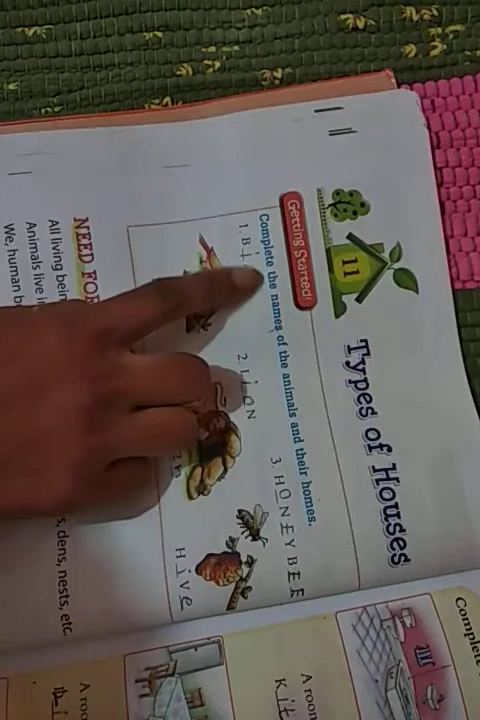 11
Types of Houses
Getting Started!
Complete the names of the animals and their homes.
1. B i
2. L i O N
3. H O N E Y B E E
H i v e
NEED FOR
All living bein
Animals live i
We, human b
s, dens, nests, etc.
Complete
A room
K i t
A roo